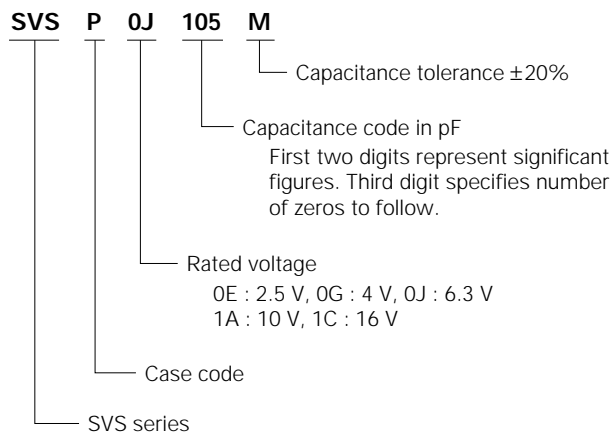 SVS P 0J 105 M
Capacitance tolerance ±20%
Capacitance code in pF
First two digits represent significant
figures. Third digit specifies number
of zeros to follow.
Rated voltage
0E : 2.5 V, 0G : 4 V, 0J : 6.3 V
1A : 10 V, 1C : 16 V
Case code
SVS series